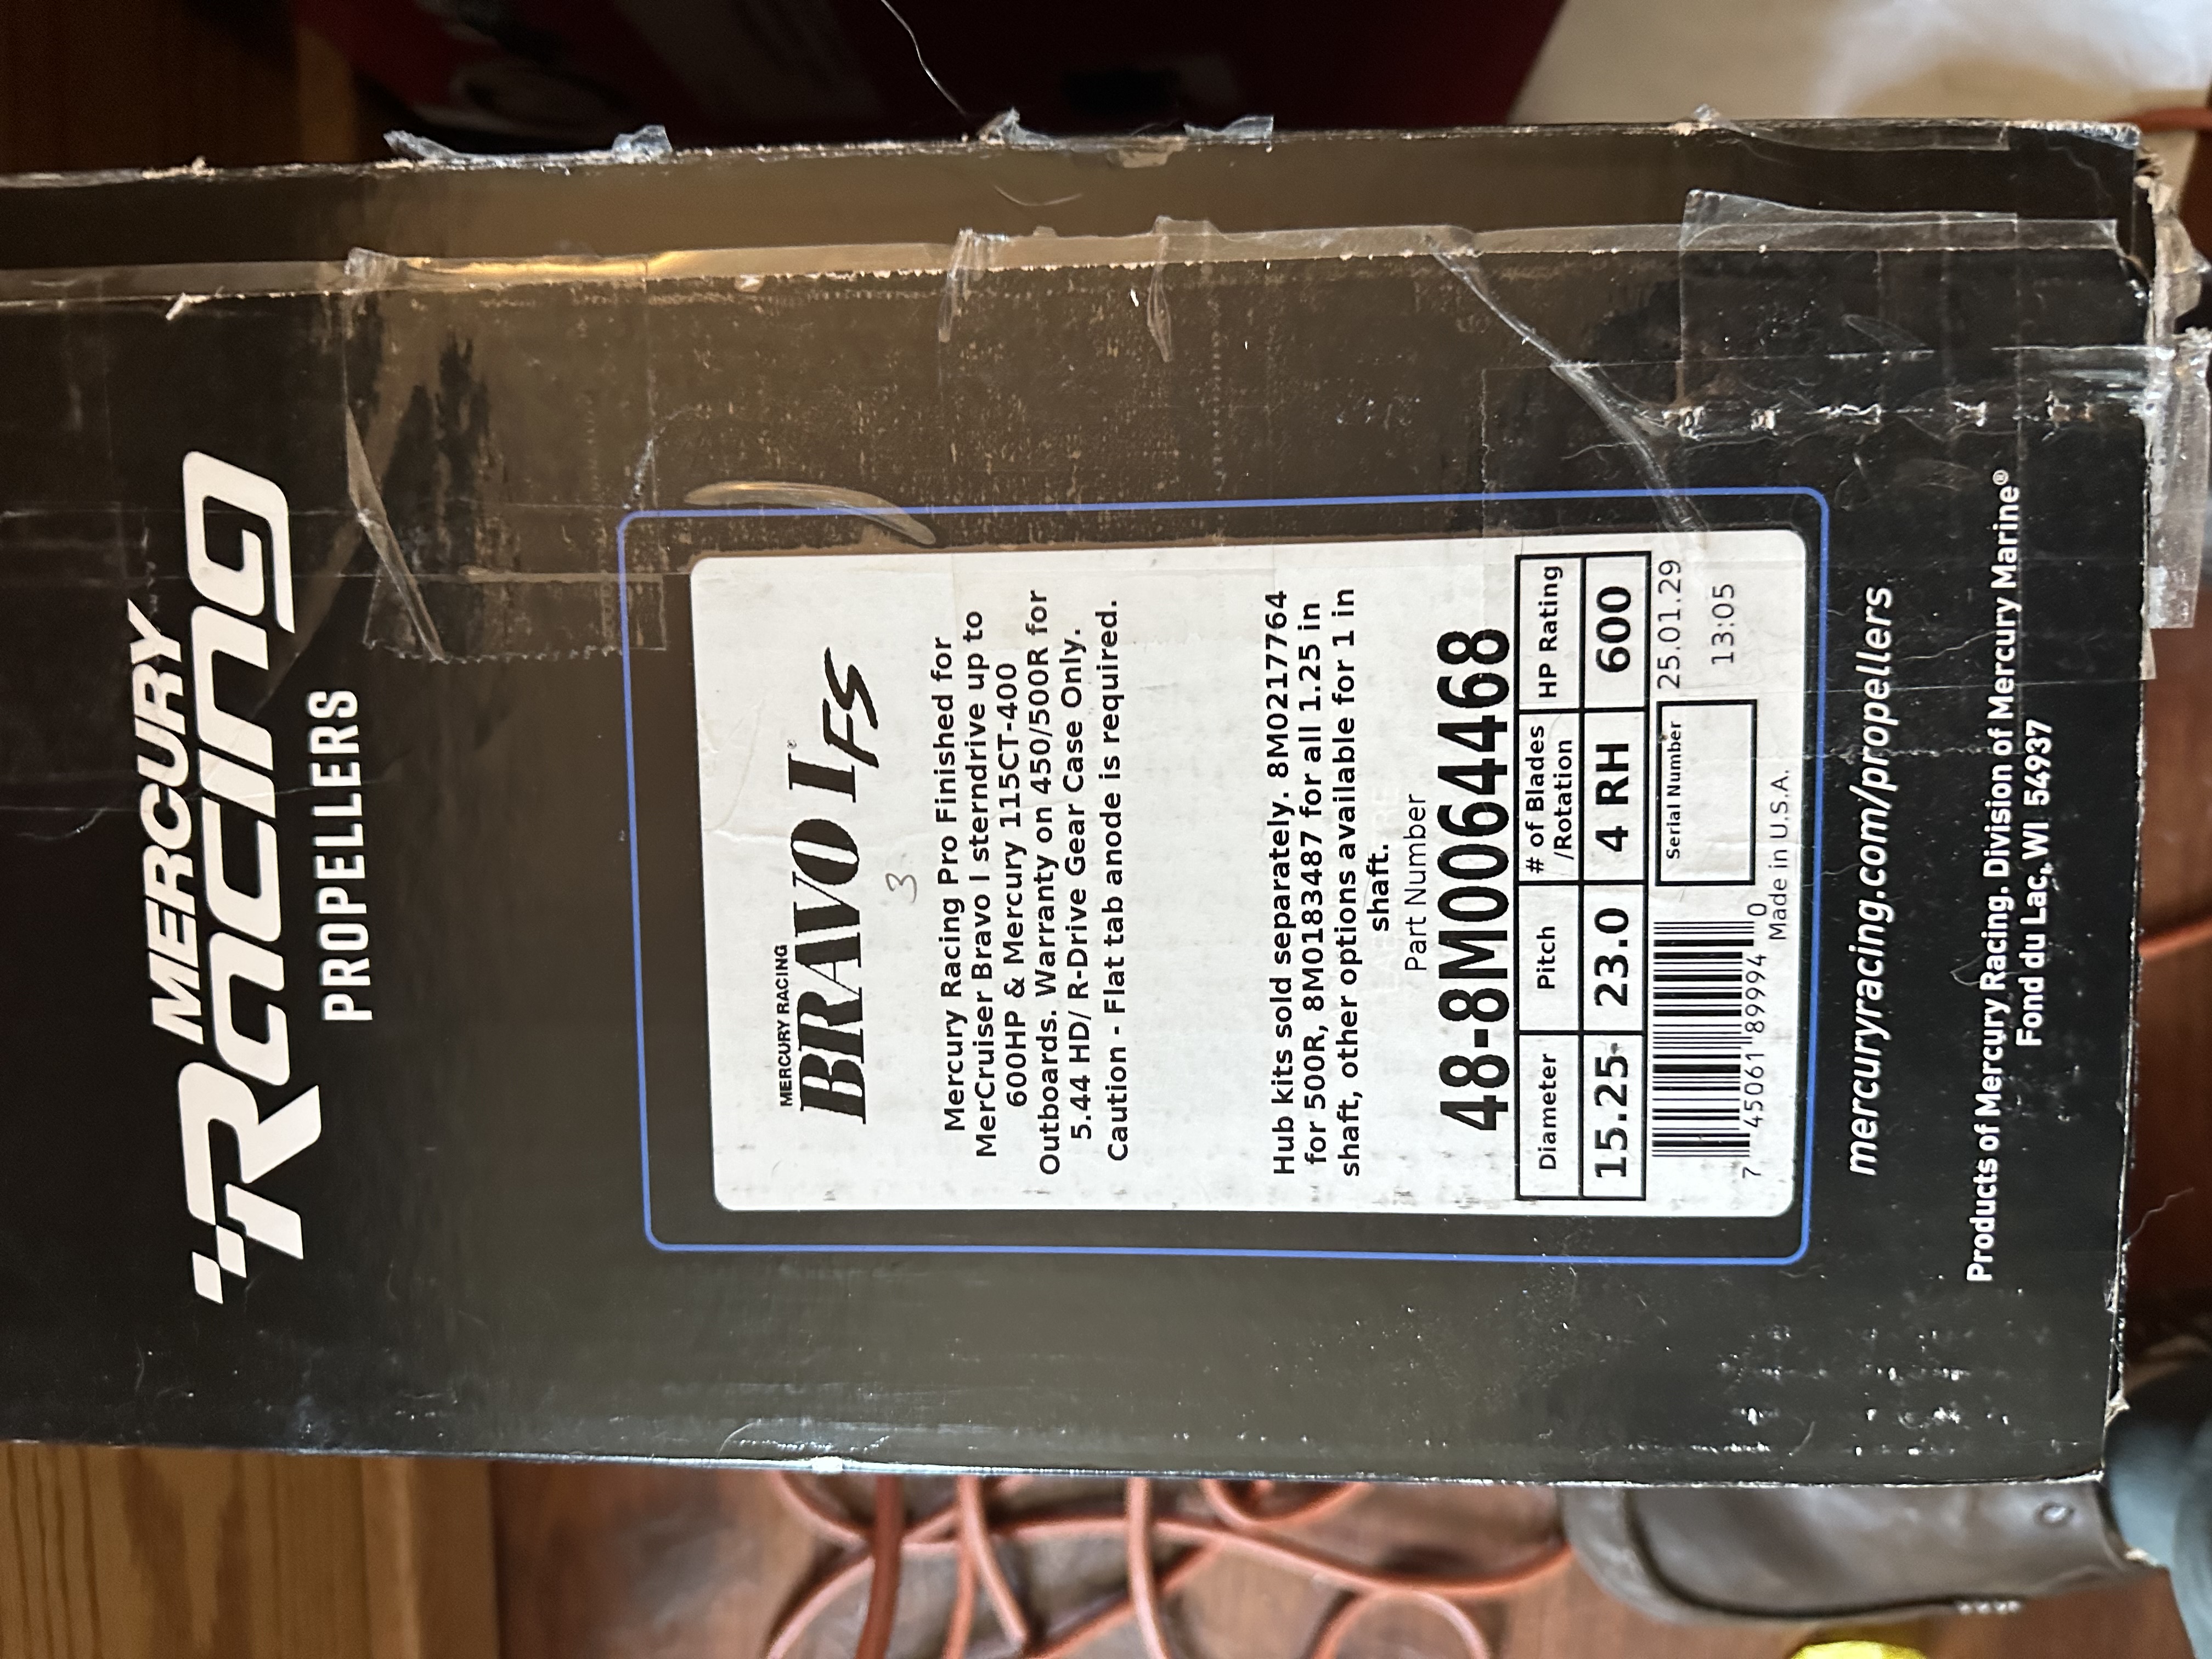 MERCURY
Racing
PROPELLERS
MERCURY RACING
BRAVO I FS®
3
Mercury Racing Pro Finished for
MerCruiser Bravo I sterndrive up to
600HP & Mercury 115CT-400
Outboards. Warranty on 450/500R for
5.44 HD/ R-Drive Gear Case Only.
Caution - Flat tab anode is required.
Hub kits sold separately. 8M0217764
for 500R, 8M0183487 for all 1.25 in
shaft, other options available for 1 in
shaft.
Part Number
48-8M0064468
Diameter Pitch # of Blades /Rotation HP Rating
15.25 23.0 4 RH 600
Serial Number
25.01.29
13:05
7 45061 89994 0
Made in U.S.A.
mercuryracing.com/propellers
Products of Mercury Racing. Division of Mercury Marine®
Fond du Lac, WI 54937